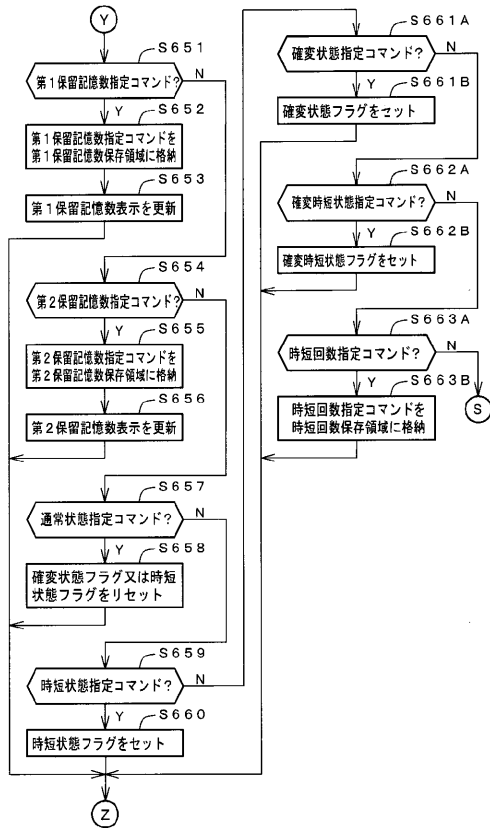 Y
S651
第1保留記憶数指定コマンド?
N
Y
S652
第1保留記憶数指定コマンドを
第1保留記憶数保存領域に格納
S653
第1保留記憶数表示を更新
S654
第2保留記憶数指定コマンド?
N
Y
S655
第2保留記憶数指定コマンドを
第2保留記憶数保存領域に格納
S656
第2保留記憶数表示を更新
S657
通常状態指定コマンド?
N
Y
S658
確変状態フラグ又は時短
状態フラグをリセット
S659
時短状態指定コマンド?
N
Y
S660
時短状態フラグをセット
Z
S661A
確変状態指定コマンド?
N
Y
S661B
確変状態フラグをセット
S662A
確変時短状態指定コマンド?
N
Y
S662B
確変時短状態フラグをセット
S663A
時短回数指定コマンド?
N
Y
S663B
時短回数指定コマンドを
時短回数保存領域に格納
S